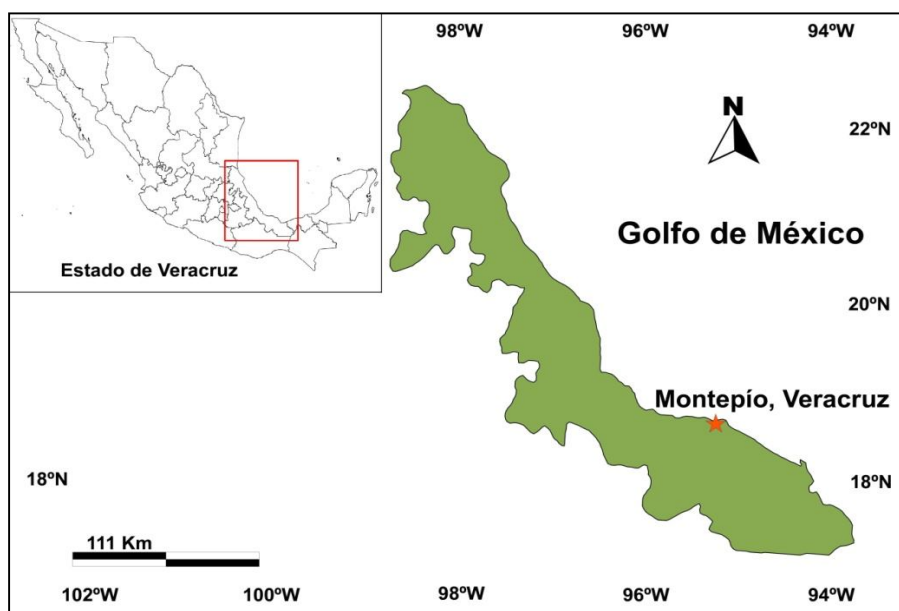 98ºW
96ºW
94ºW
N
22ºN
Golfo de México
Estado de Veracruz
20ºN
Montepío, Veracruz
18ºN
18ºN
111 Km
102ºW
100ºW
98ºW
96ºW
94ºW